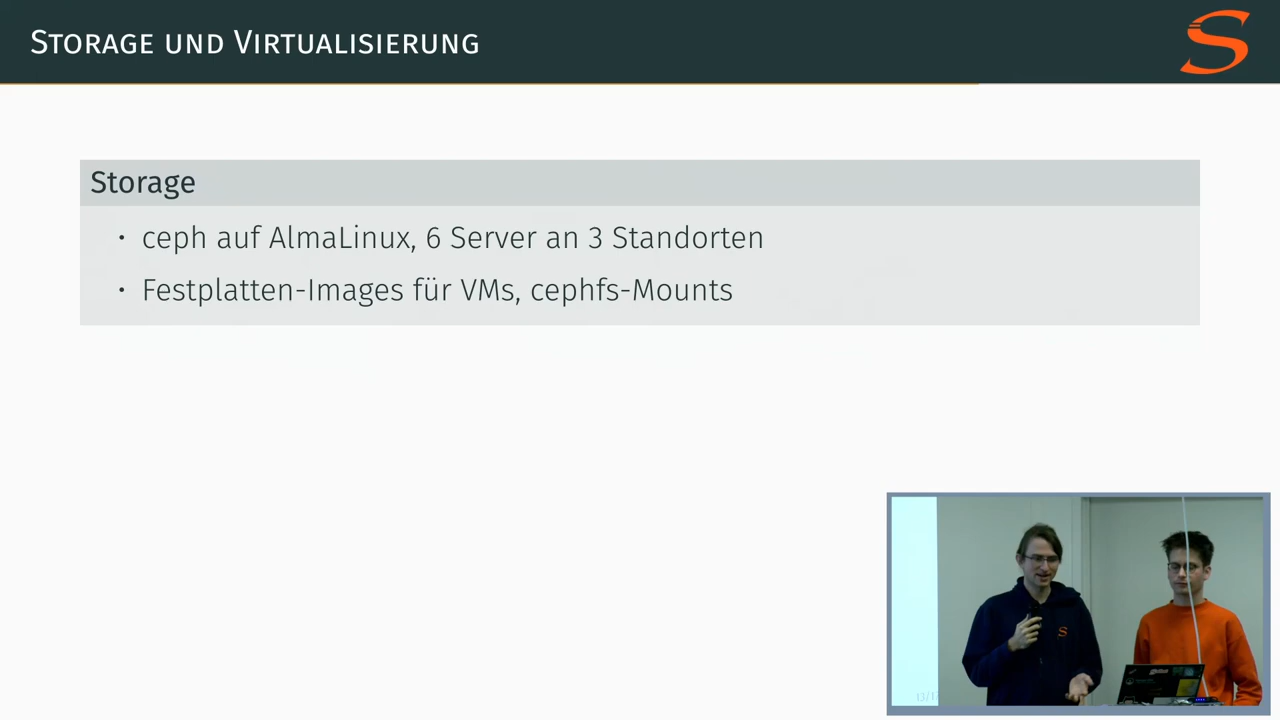 Storage und Virtualisierung
S
Storage
• ceph auf AlmaLinux, 6 Server an 3 Standorten
• Festplatten-Images für VMs, cephfs-Mounts
S